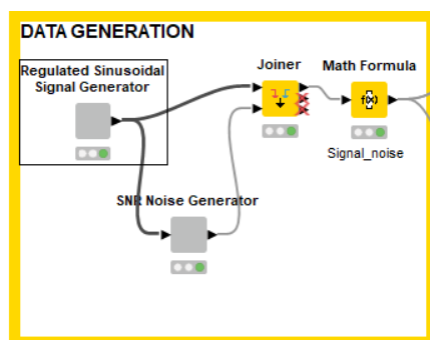 DATA GENERATION
Regulated Sinusoidal
Signal Generator
Joiner
Math Formula
f(x)
Signal_noise
SNR Noise Generator